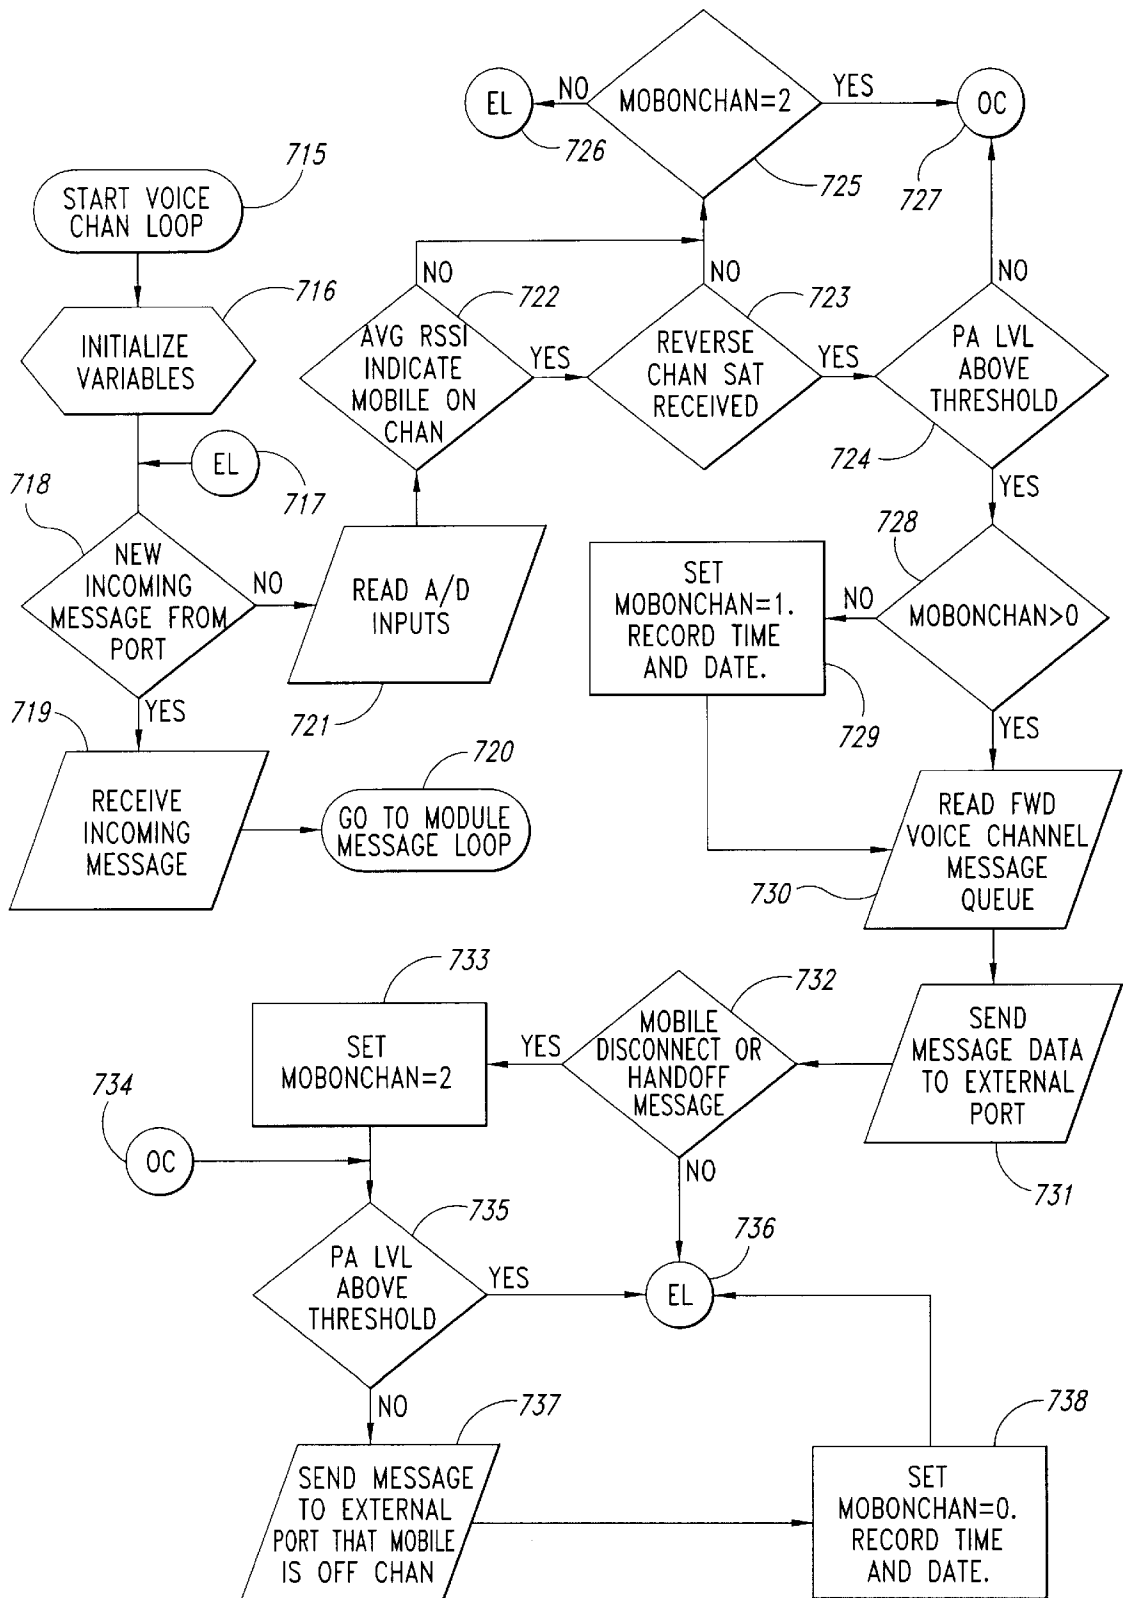 715
START VOICE
CHAN LOOP
716
INITIALIZE
VARIABLES
EL
717
718
NEW
INCOMING
MESSAGE FROM
PORT
NO
YES
719
RECEIVE
INCOMING
MESSAGE
720
GO TO MODULE
MESSAGE LOOP
READ A/D
INPUTS
721
722
AVG RSSI
INDICATE
MOBILE ON
CHAN
NO
YES
723
REVERSE
CHAN SAT
RECEIVED
NO
YES
MOBONCHAN=2
725
NO
YES
EL
726
OC
727
NO
PA LVL
ABOVE
THRESHOLD
724
YES
728
MOBONCHAN>0
NO
YES
SET
MOBONCHAN=1.
RECORD TIME
AND DATE.
729
READ FWD
VOICE CHANNEL
MESSAGE
QUEUE
730
SEND
MESSAGE DATA
TO EXTERNAL
PORT
731
732
MOBILE
DISCONNECT OR
HANDOFF
MESSAGE
YES
NO
733
SET
MOBONCHAN=2
734
OC
735
PA LVL
ABOVE
THRESHOLD
YES
NO
736
EL
737
SEND MESSAGE
TO EXTERNAL
PORT THAT MOBILE
IS OFF CHAN
738
SET
MOBONCHAN=0.
RECORD TIME
AND DATE.